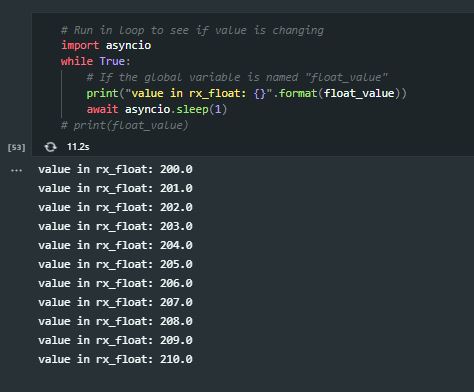 # Run in loop to see if value is changing
import asyncio
while True:
    # If the global variable is named "float_value"
    print("value in rx_float: {}".format(float_value))
    await asyncio.sleep(1)
# print(float_value)
[53] 11.2s
... value in rx_float: 200.0
value in rx_float: 201.0
value in rx_float: 202.0
value in rx_float: 203.0
value in rx_float: 204.0
value in rx_float: 205.0
value in rx_float: 206.0
value in rx_float: 207.0
value in rx_float: 208.0
value in rx_float: 209.0
value in rx_float: 210.0